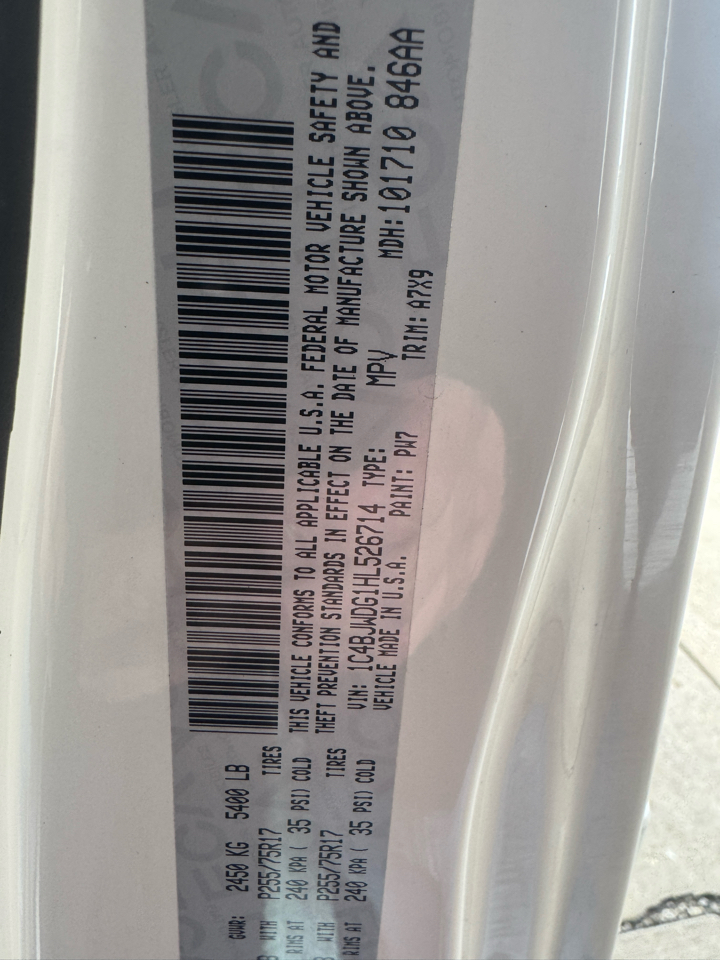 GVWR: 2450 KG 5400 LB
WITH P255/75R17 TIRES
RIMS AT 240 KPA ( 35 PSI) COLD
WITH P255/75R17 TIRES
RIMS AT 240 KPA ( 35 PSI) COLD
THIS VEHICLE CONFORMS TO ALL APPLICABLE U.S.A. FEDERAL MOTOR VEHICLE SAFETY AND
THEFT PREVENTION STANDARDS IN EFFECT ON THE DATE OF MANUFACTURE SHOWN ABOVE.
VIN: 1C4BJWDG1HL526714 TYPE: MPV MDH: 101710 846AA
VEHICLE MADE IN U.S.A. PAINT: PW7 TRIM: A7X9